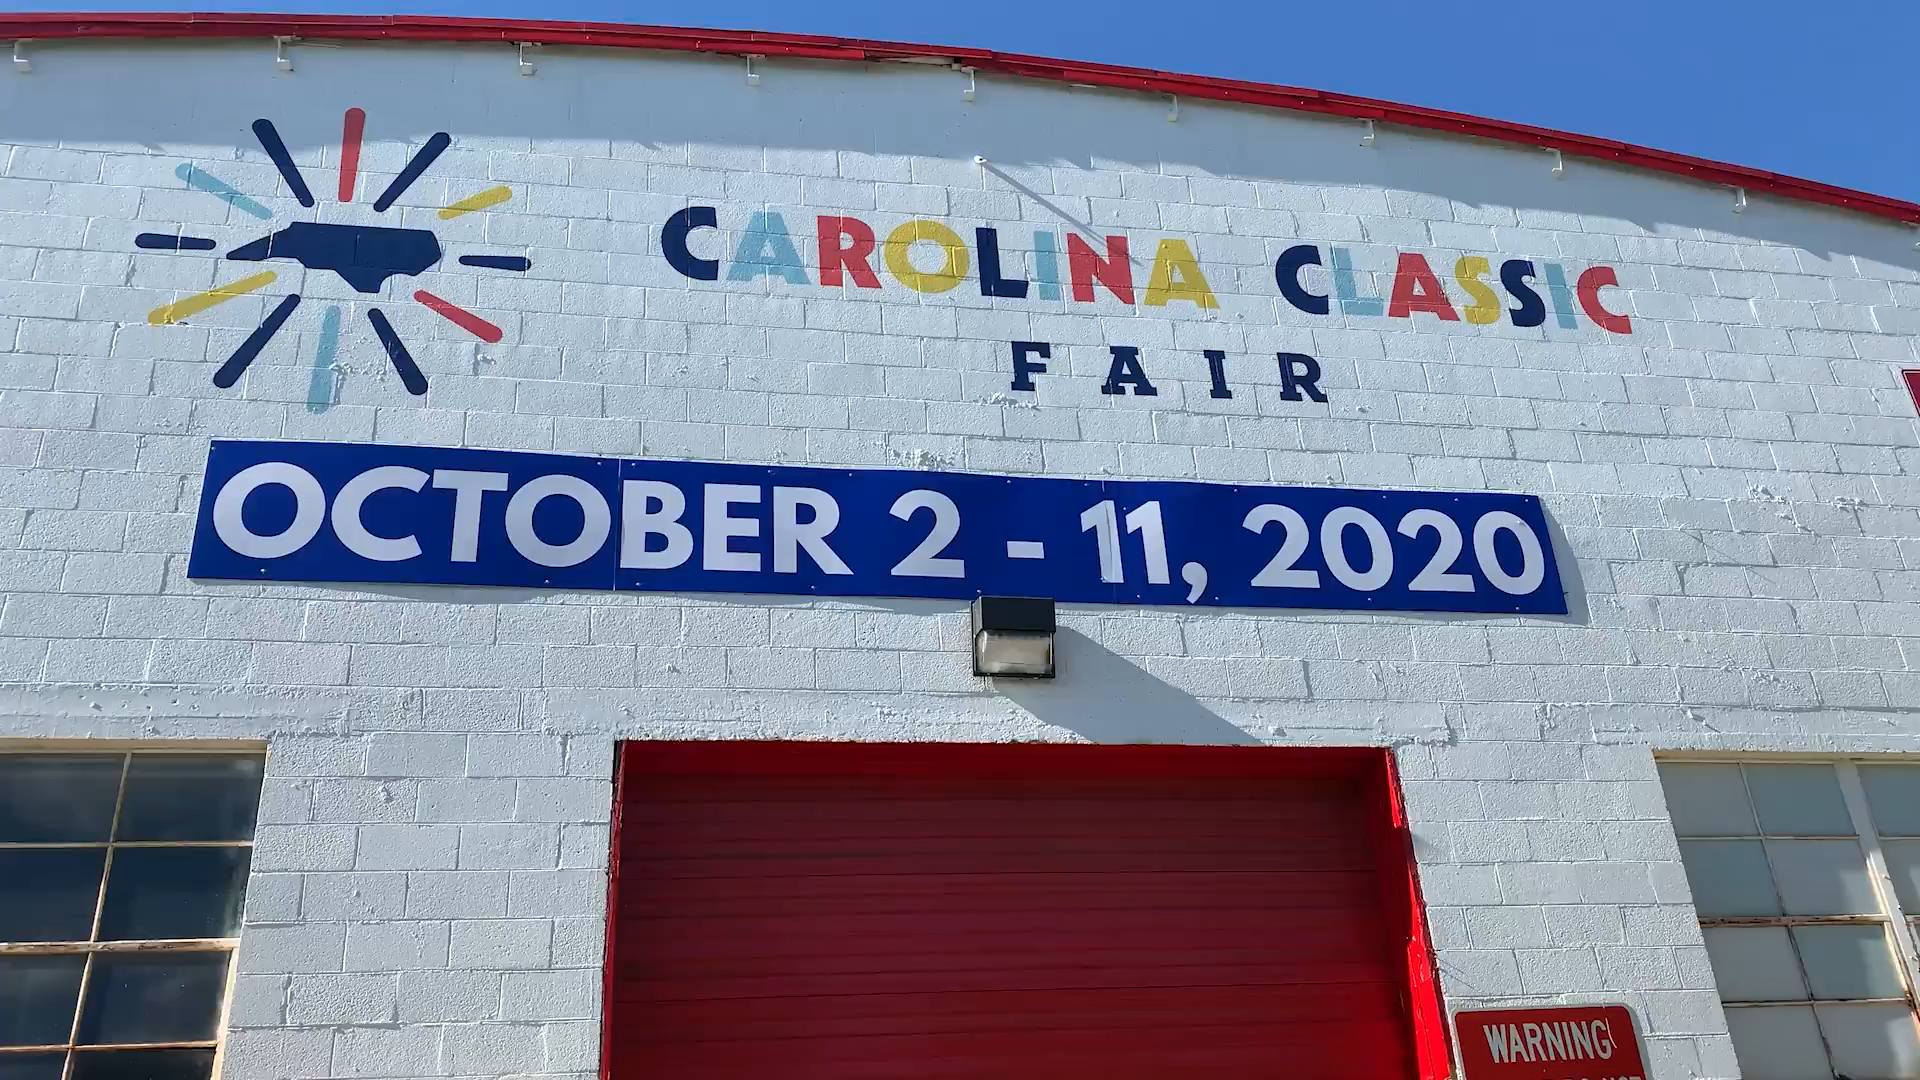 CAROLINA CLASSIC
FAIR
OCTOBER 2 - 11, 2020
WARNING